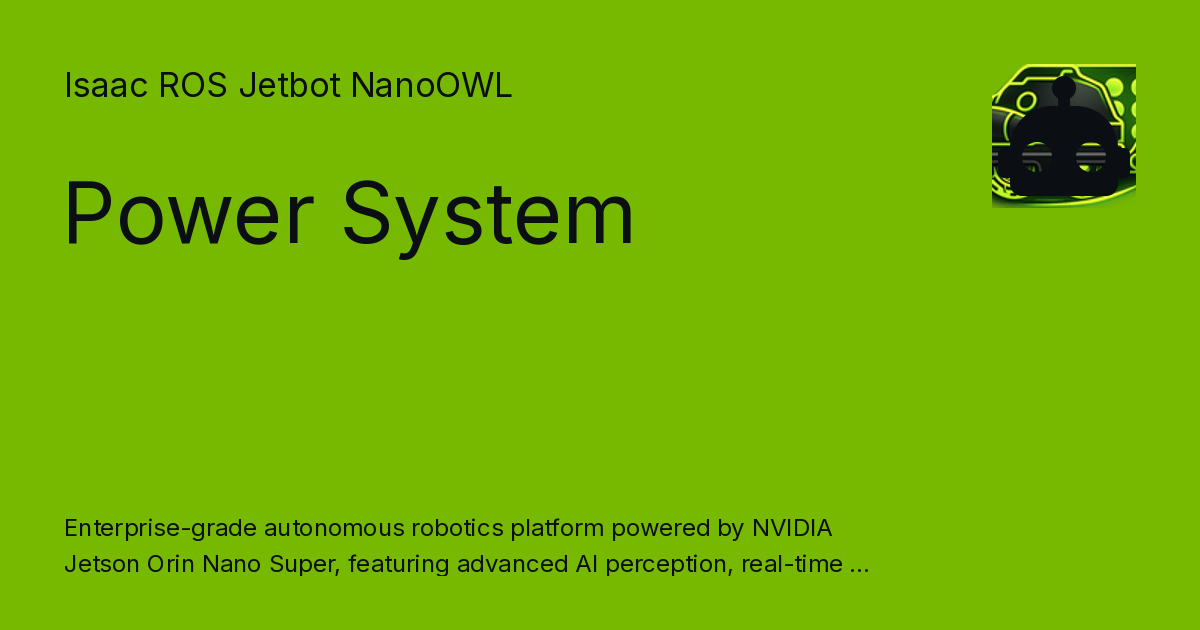 Isaac ROS Jetbot NanoOWL
Power System
Enterprise-grade autonomous robotics platform powered by NVIDIA
Jetson Orin Nano Super, featuring advanced AI perception, real-time ...